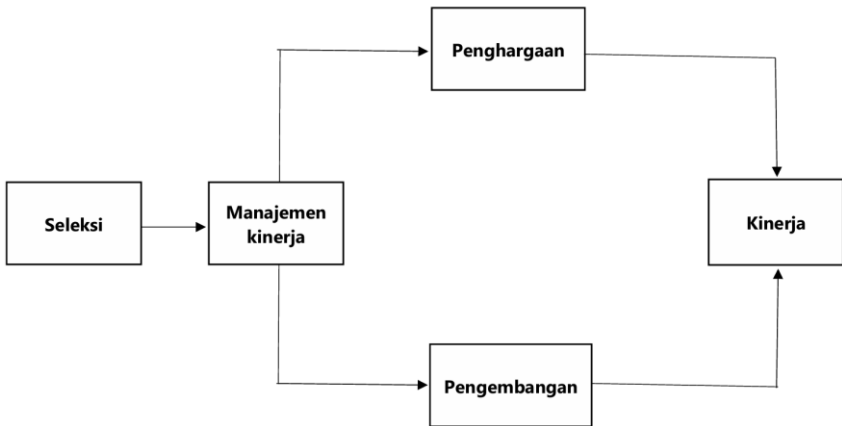 Penghargaan
Seleksi
Manajemen
kinerja
Kinerja
Pengembangan